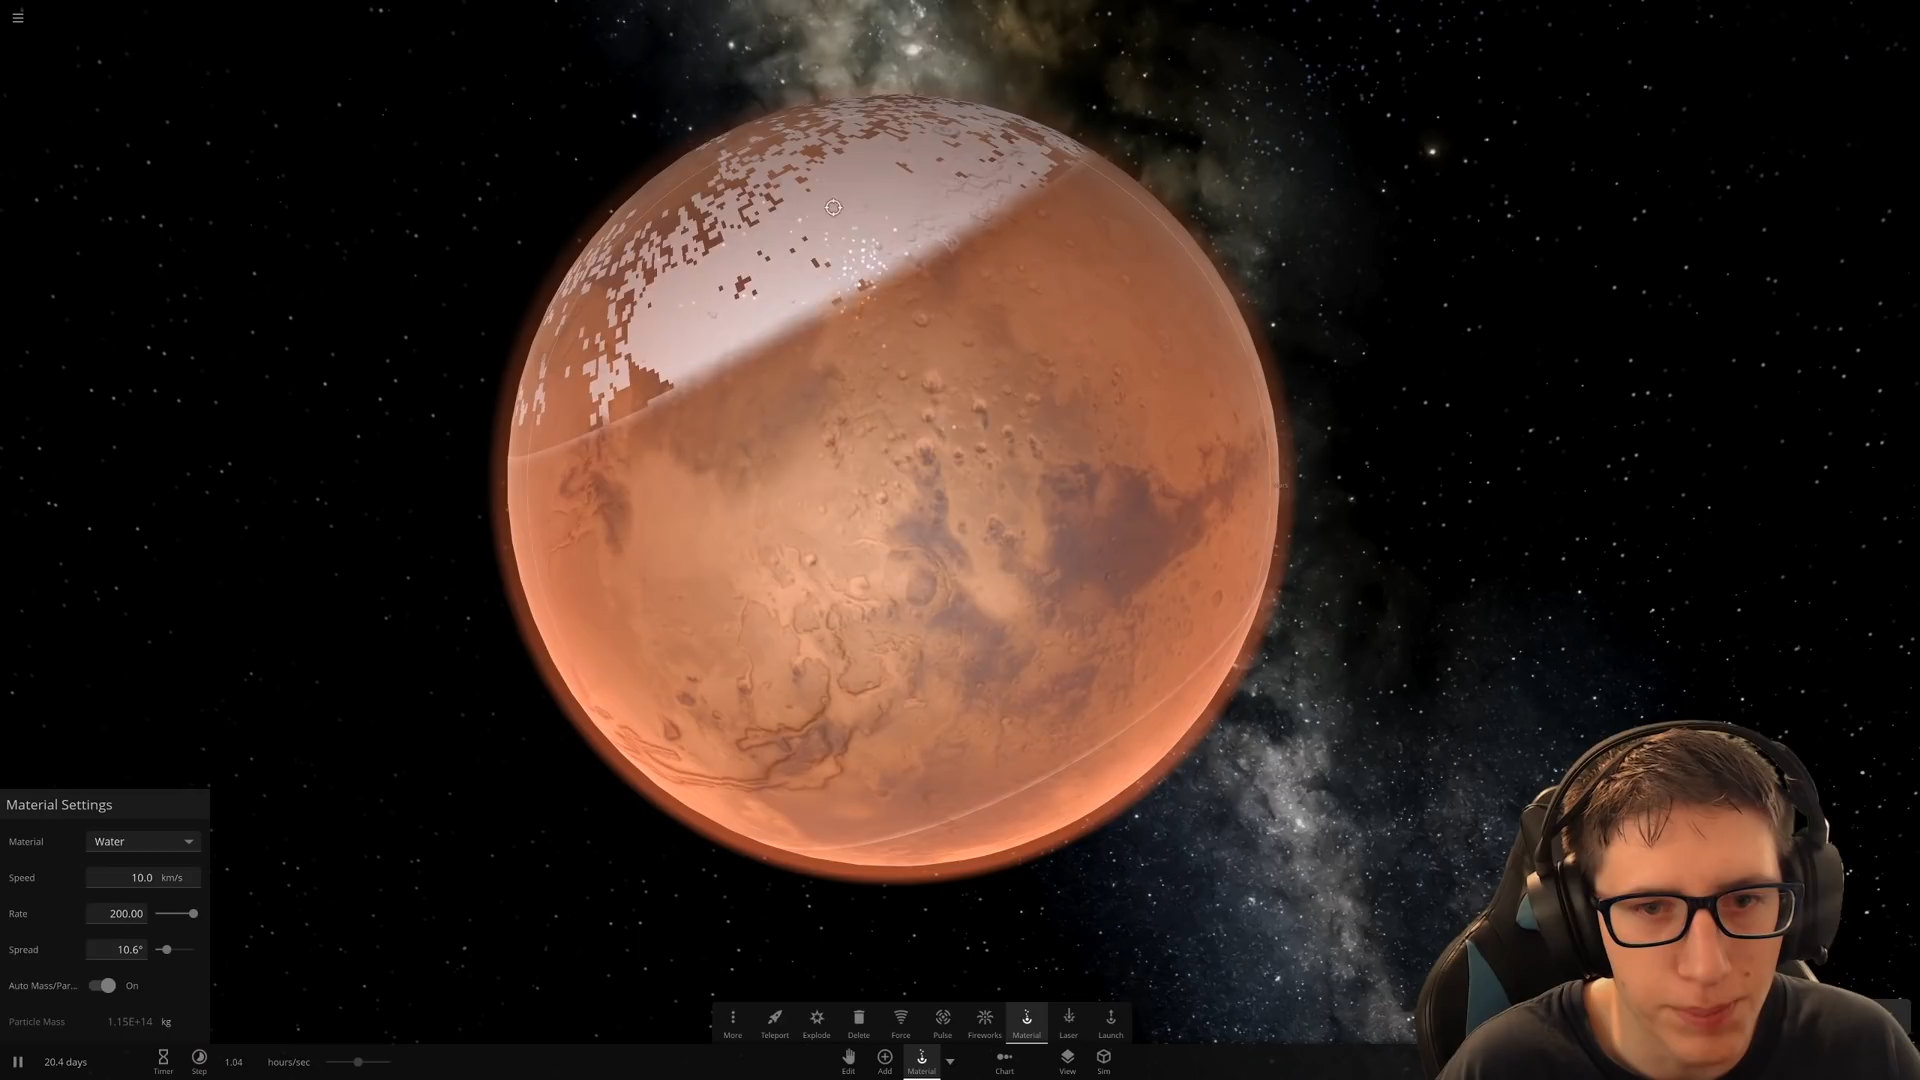 Material Settings
Material Water
Speed 10.0 km/s
Rate 200.00
Spread 10.6°
Auto Mass/Par... On
Particle Mass 1.15E+14 kg
More Teleport Explode Delete Force Pulse Fireworks Material Laser Launch
20.4 days Timer Step 1.04 hours/sec Edit Add Material Chart View Sim